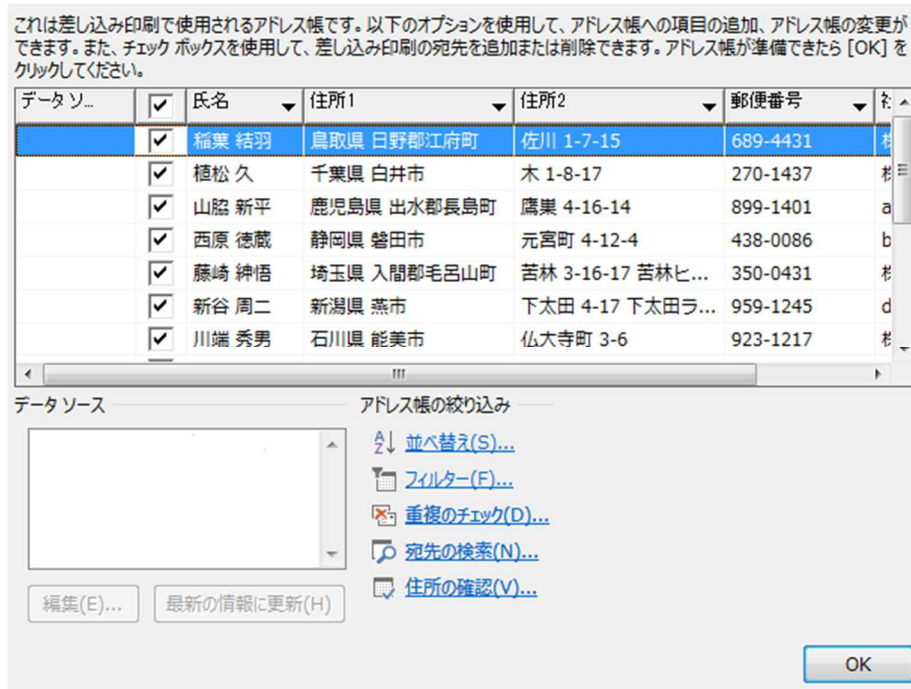 これは差し込み印刷で使用されるアドレス帳です。以下のオプションを使用して、アドレス帳への項目の追加、アドレス帳の変更が
できます。また、チェック ボックスを使用して、差し込み印刷の宛先を追加または削除できます。アドレス帳が準備できたら [OK] を
クリックしてください。
データ ソ... 氏名 住所1 住所2 郵便番号
稲葉 結羽 鳥取県 日野郡江府町 佐川 1-7-15 689-4431
植松 久 千葉県 白井市 木 1-8-17 270-1437
山脇 新平 鹿児島県 出水郡長島町 鷹巣 4-16-14 899-1401 a
西原 徳蔵 静岡県 磐田市 元宮町 4-12-4 438-0086 b
藤崎 紳悟 埼玉県 入間郡毛呂山町 苦林 3-16-17 苦林ヒ... 350-0431
新谷 周二 新潟県 燕市 下太田 4-17 下太田ラ... 959-1245 d
川端 秀男 石川県 能美市 仏大寺町 3-6 923-1217
データ ソース アドレス帳の絞り込み
並べ替え(S)...
フィルター(F)...
重複のチェック(D)...
宛先の検索(N)...
住所の確認(V)...
編集(E)... 最新の情報に更新(H)
OK